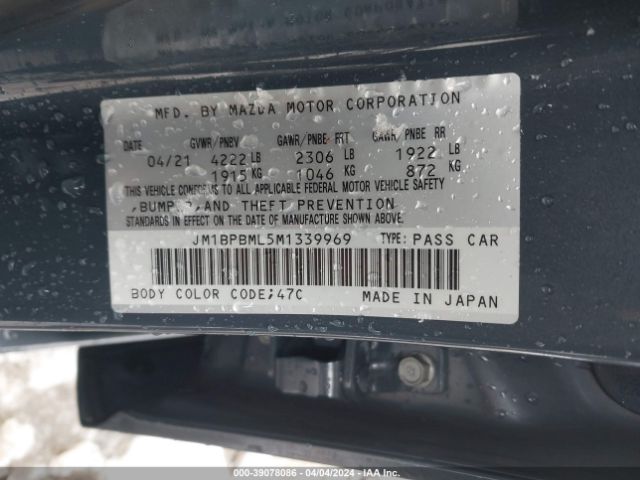 MFD. BY MAZDA MOTOR CORPORATION
DATE GVWR/PNBV GAWR/PNBE FRT GAWR/PNBE RR
04/21 4222 LB 2306 LB 1922 LB
1915 KG 1046 KG 872 KG
THIS VEHICLE CONFORMS TO ALL APPLICABLE FEDERAL MOTOR VEHICLE SAFETY
,BUMPER,AND THEFT PREVENTION
STANDARDS IN EFFECT ON THE DATE OF MANUFACTURE SHOWN ABOVE.
JM1BPBML5M1339969 TYPE: PASS CAR
BODY COLOR CODE;47C MADE IN JAPAN
000-39078086 - 04/04/2024 - IAA Inc.